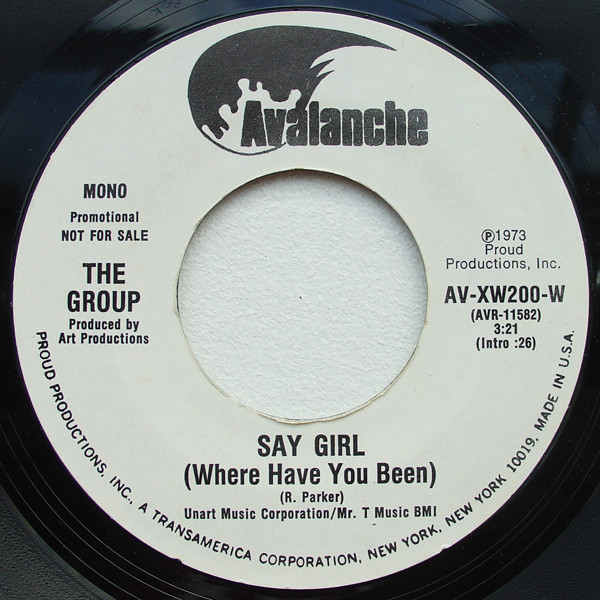 Avalanche
MONO
Promotional
NOT FOR SALE
THE
GROUP
Produced by
Art Productions
℗1973
Proud
Productions, Inc.
AV-XW200-W
(AVR-11582)
3:21
(Intro :26)
SAY GIRL
(Where Have You Been)
(R. Parker)
Unart Music Corporation/Mr. T Music BMI
PROUD PRODUCTIONS, INC., A TRANSAMERICA CORPORATION, NEW YORK, NEW YORK 10019. MADE IN U.S.A.